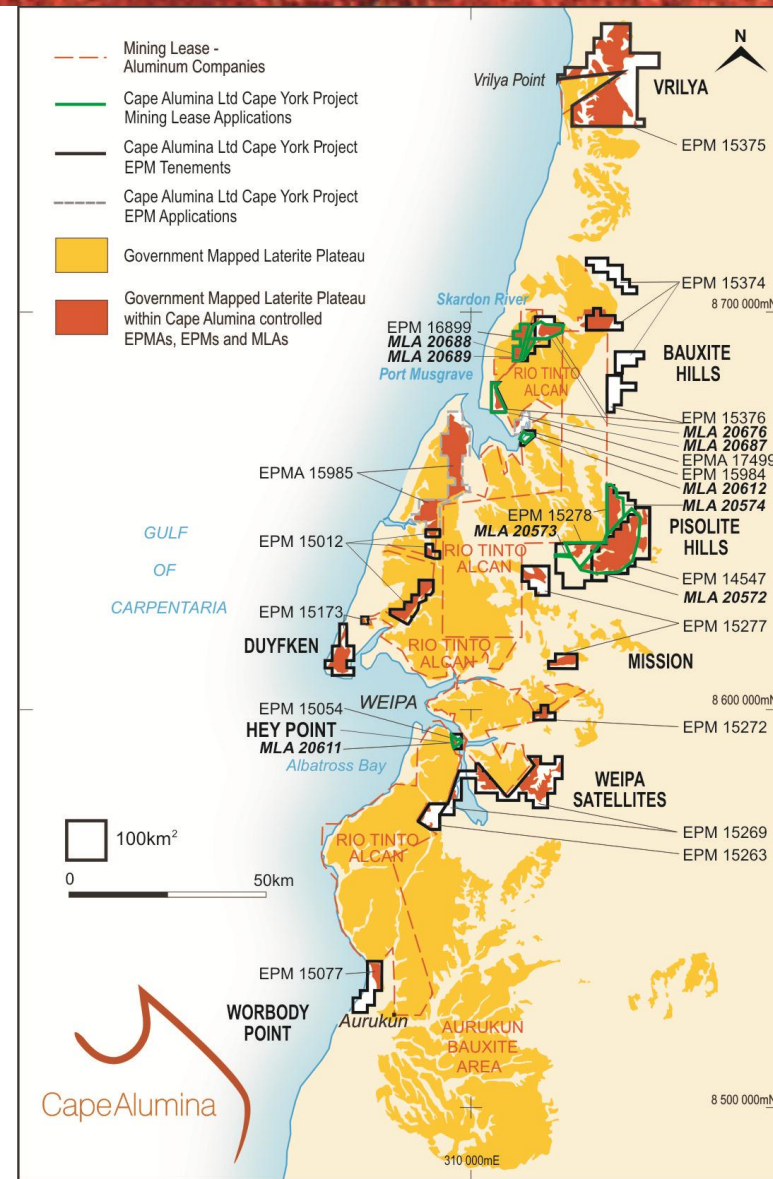 Mining Lease -
Aluminum Companies
Cape Alumina Ltd Cape York Project
Mining Lease Applications
Cape Alumina Ltd Cape York Project
EPM Tenements
Cape Alumina Ltd Cape York Project
EPM Applications
Government Mapped Laterite Plateau
Government Mapped Laterite Plateau
within Cape Alumina controlled
EPMAs, EPMs and MLAs
N
Vrilya Point
VRILYA
EPM 15375
EPM 15374
8 700 000mN
Skardon River
EPM 16899
MLA 20688
MLA 20689
Port Musgrave
RIO TINTO
ALCAN
BAUXITE
HILLS
EPM 15376
MLA 20676
MLA 20687
EPMA 17499
EPM 15984
MLA 20612
MLA 20574
EPMA 15985
EPM 15278
MLA 20573
PISOLITE
HILLS
GULF
OF
CARPENTARIA
EPM 15012
RIO TINTO
ALCAN
EPM 14547
MLA 20572
EPM 15173
EPM 15277
DUYFKEN
RIO TINTO
ALCAN
MISSION
WEIPA
8 600 000mN
EPM 15054
HEY POINT
MLA 20611
EPM 15272
Albatross Bay
WEIPA
SATELLITES
100km²
RIO TINTO
ALCAN
EPM 15269
EPM 15263
0
50km
EPM 15077
WORBODY
POINT
Aurukun
AURUKUN
BAUXITE
AREA
CapeAlumina
8 500 000mN
310 000mE